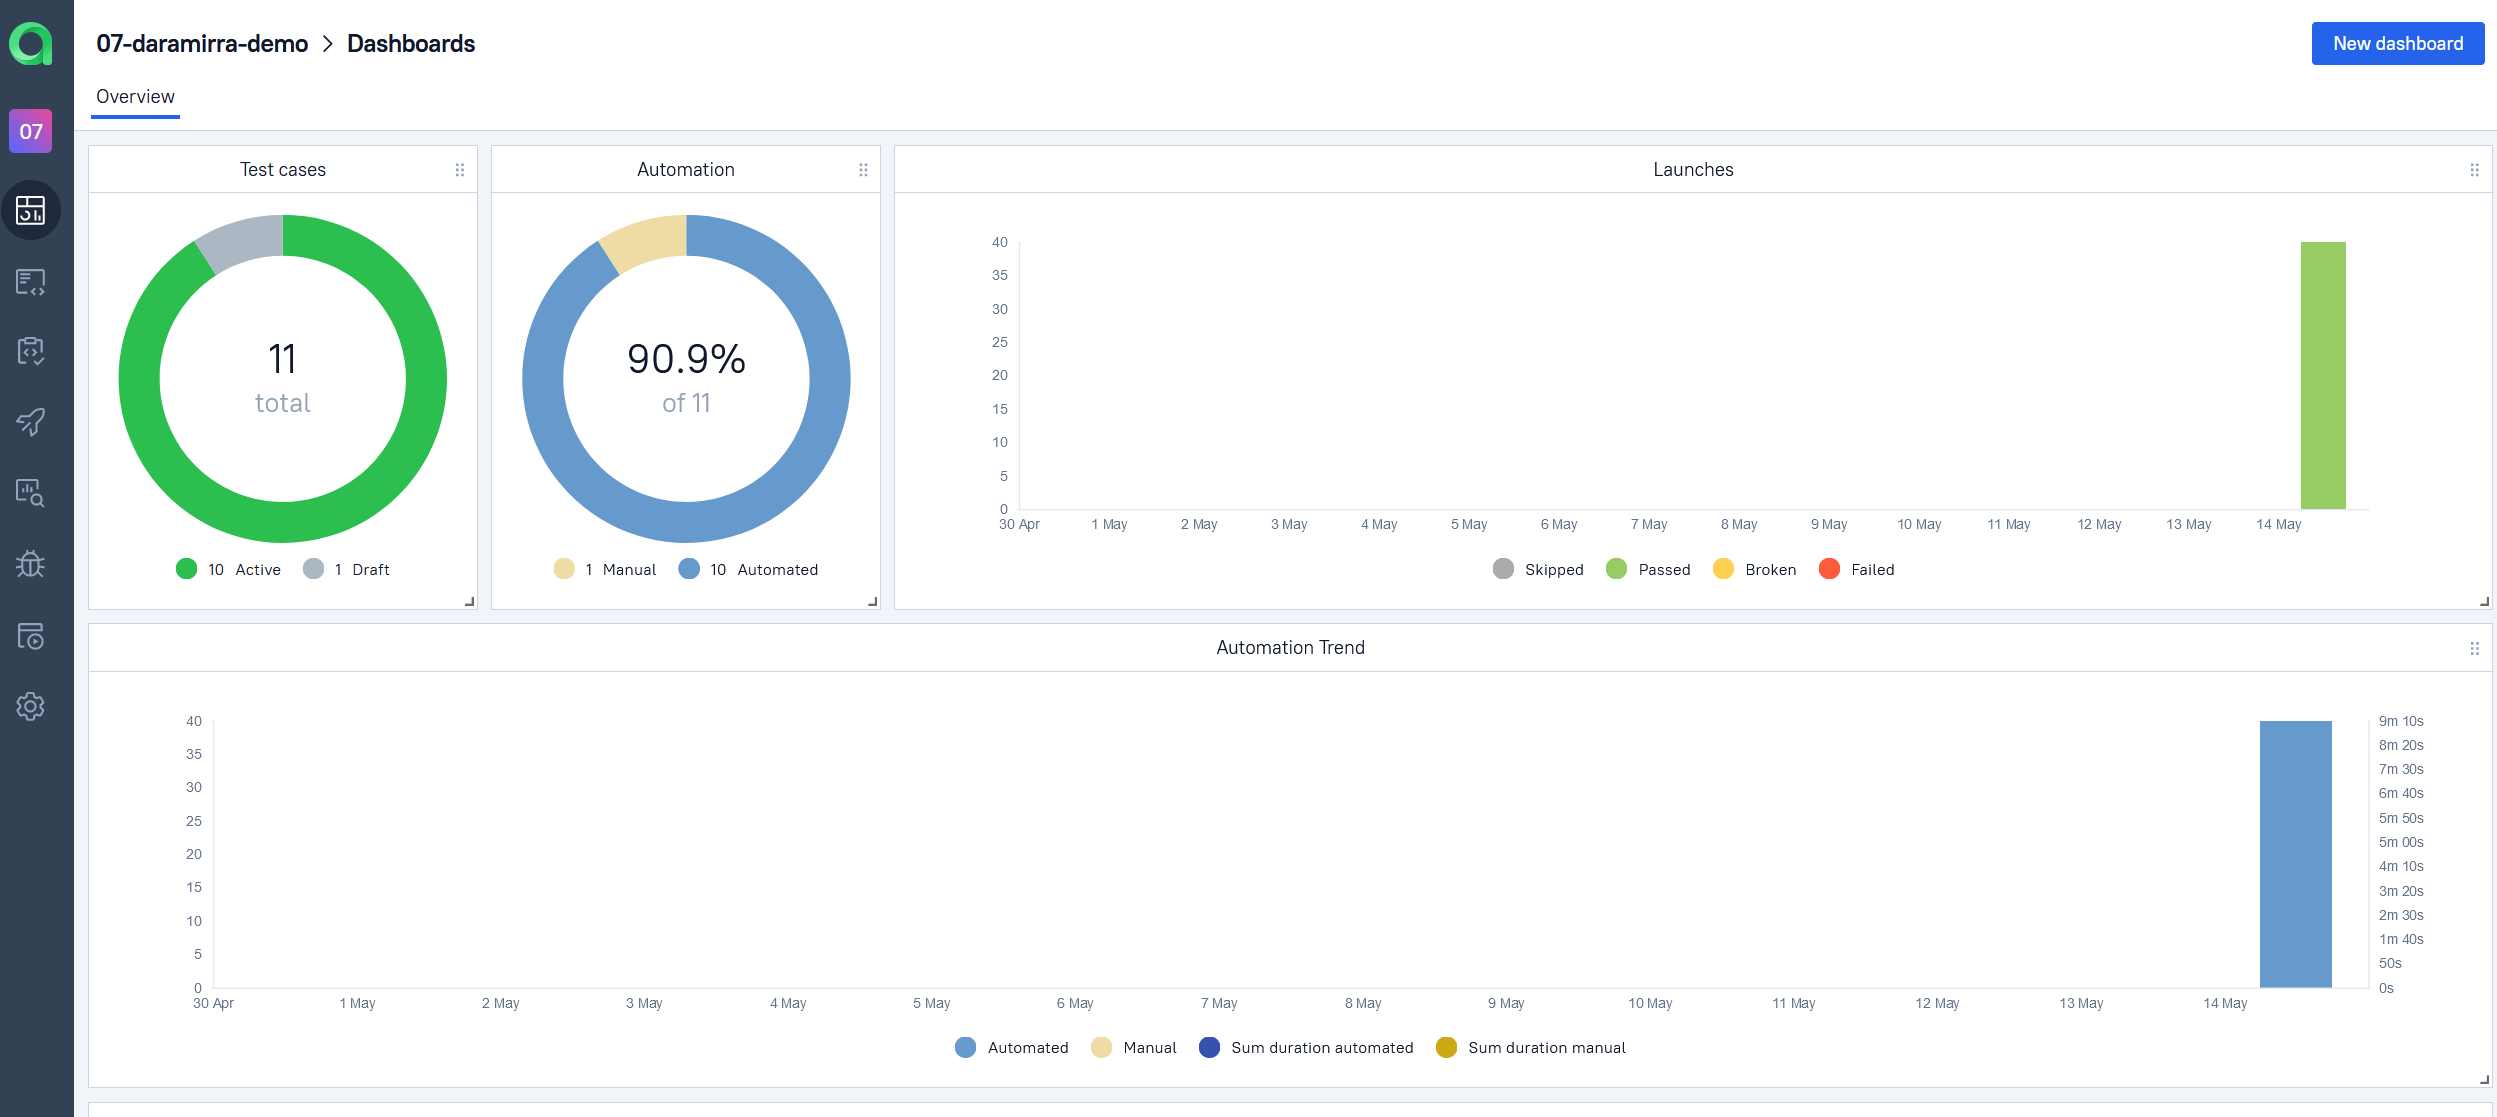 07-daramirra-demo > Dashboards
New dashboard
Overview
07
Test cases
11
total
10 Active
1 Draft
Automation
90.9%
of 11
1 Manual
10 Automated
Launches
40
35
30
25
20
15
10
5
0
30 Apr 1 May 2 May 3 May 4 May 5 May 6 May 7 May 8 May 9 May 10 May 11 May 12 May 13 May 14 May
Skipped Passed Broken Failed
Automation Trend
40
35
30
25
20
15
10
5
0
9m 10s
8m 20s
7m 30s
6m 40s
5m 50s
5m 00s
4m 10s
3m 20s
2m 30s
1m 40s
50s
0s
30 Apr 1 May 2 May 3 May 4 May 5 May 6 May 7 May 8 May 9 May 10 May 11 May 12 May 13 May 14 May
Automated Manual Sum duration automated Sum duration manual